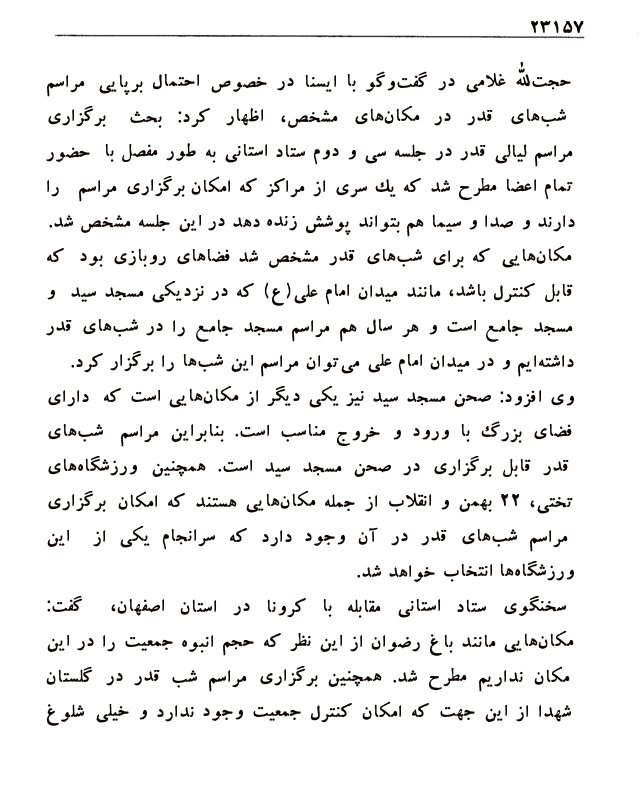 ۲۳۱۵۷
حجت‌الله غلامی در گفت‌وگو با ایسنا در خصوص احتمال برپایی مراسم
شب‌های قدر در مکان‌های مشخص، اظهار کرد: بحث برگزاری
مراسم لیالی قدر در جلسه سی و دوم ستاد استانی به طور مفصل با حضور
تمام اعضا مطرح شد که یك سری از مراکز که امکان برگزاری مراسم را
دارند و صدا و سیما هم بتواند پوشش زنده دهد در این جلسه مشخص شد.
مکان‌هایی که برای شب‌های قدر مشخص شد فضاهای روبازی بود که
قابل کنترل باشد، مانند میدان امام علی(ع) که در نزدیکی مسجد سید و
مسجد جامع است و هر سال هم مراسم مسجد جامع را در شب‌های قدر
داشته‌ایم و در میدان امام علی می‌توان مراسم این شب‌ها را برگزار کرد.
وی افزود: صحن مسجد سید نیز یکی دیگر از مکان‌هایی است که دارای
فضای بزرگ با ورود و خروج مناسب است. بنابراین مراسم شب‌های
قدر قابل برگزاری در صحن مسجد سید است. همچنین ورزشگاه‌های
تختی، ۲۲ بهمن و انقلاب از جمله مکان‌هایی هستند که امکان برگزاری
مراسم شب‌های قدر در آن وجود دارد که سرانجام یکی از این
ورزشگاه‌ها انتخاب خواهد شد.
سخنگوی ستاد استانی مقابله با کرونا در استان اصفهان، گفت:
مکان‌هایی مانند باغ رضوان از این نظر که حجم انبوه جمعیت را در این
مکان نداریم مطرح شد. همچنین برگزاری مراسم شب قدر در گلستان
شهدا از این جهت که امکان کنترل جمعیت وجود ندارد و خیلی شلوغ